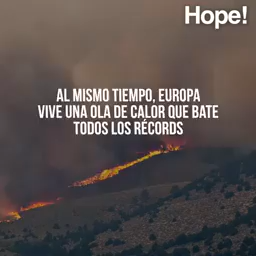 Hope!
AL MISMO TIEMPO, EUROPA
VIVE UNA OLA DE CALOR QUE BATE
TODOS LOS RÉCORDS